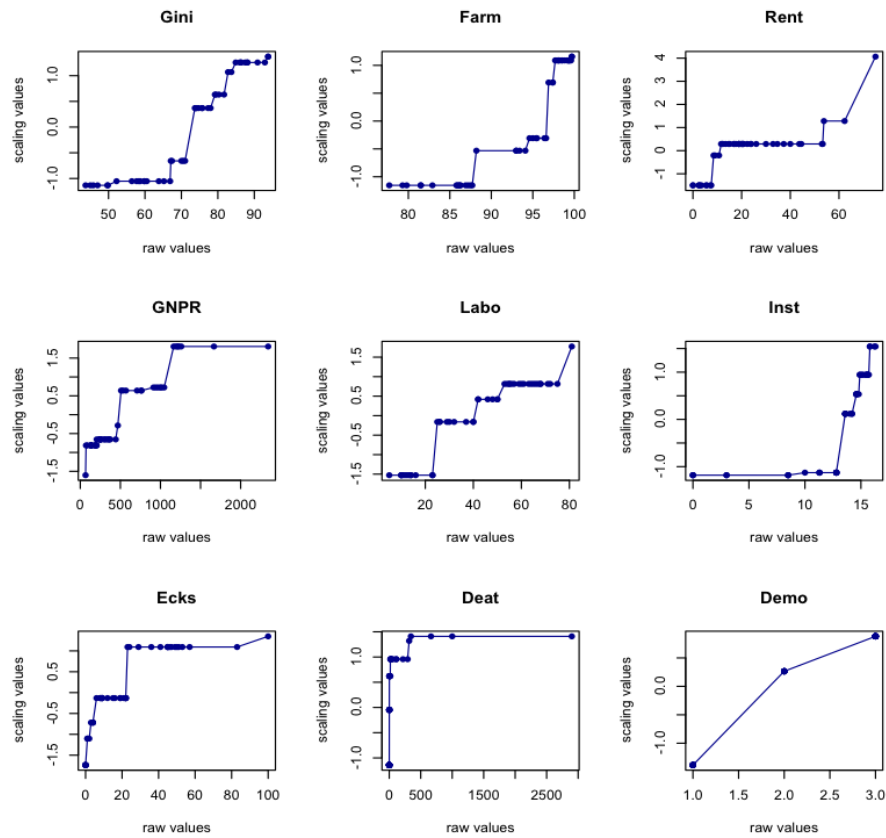 Gini
scaling values
-1.0 0.0 1.0
50 60 70 80 90
raw values
Farm
scaling values
-1.0 0.0 1.0
80 85 90 95 100
raw values
Rent
scaling values
-1 0 1 2 3 4
0 20 40 60
raw values
GNPR
scaling values
-1.5 -0.5 0.5 1.5
0 500 1000 2000
raw values
Labo
scaling values
-1.5 -0.5 0.5 1.5
20 40 60 80
raw values
Inst
scaling values
-1.0 0.0 1.0
0 5 10 15
raw values
Ecks
scaling values
-1.5 -0.5 0.5
0 20 40 60 80 100
raw values
Deat
scaling values
-1.0 0.0 1.0
0 500 1500 2500
raw values
Demo
scaling values
-1.0 0.0
1.0 1.5 2.0 2.5 3.0
raw values